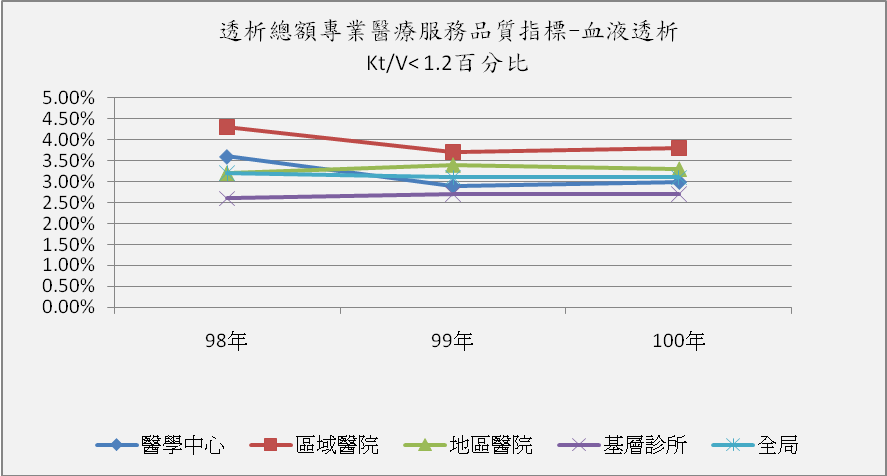 透析總額專業醫療服務品質指標-血液透析
Kt/V< 1.2百分比
5.00%
4.50%
4.00%
3.50%
3.00%
2.50%
2.00%
1.50%
1.00%
0.50%
0.00%
98年 99年 100年
醫學中心 區域醫院 地區醫院 基層診所 全局